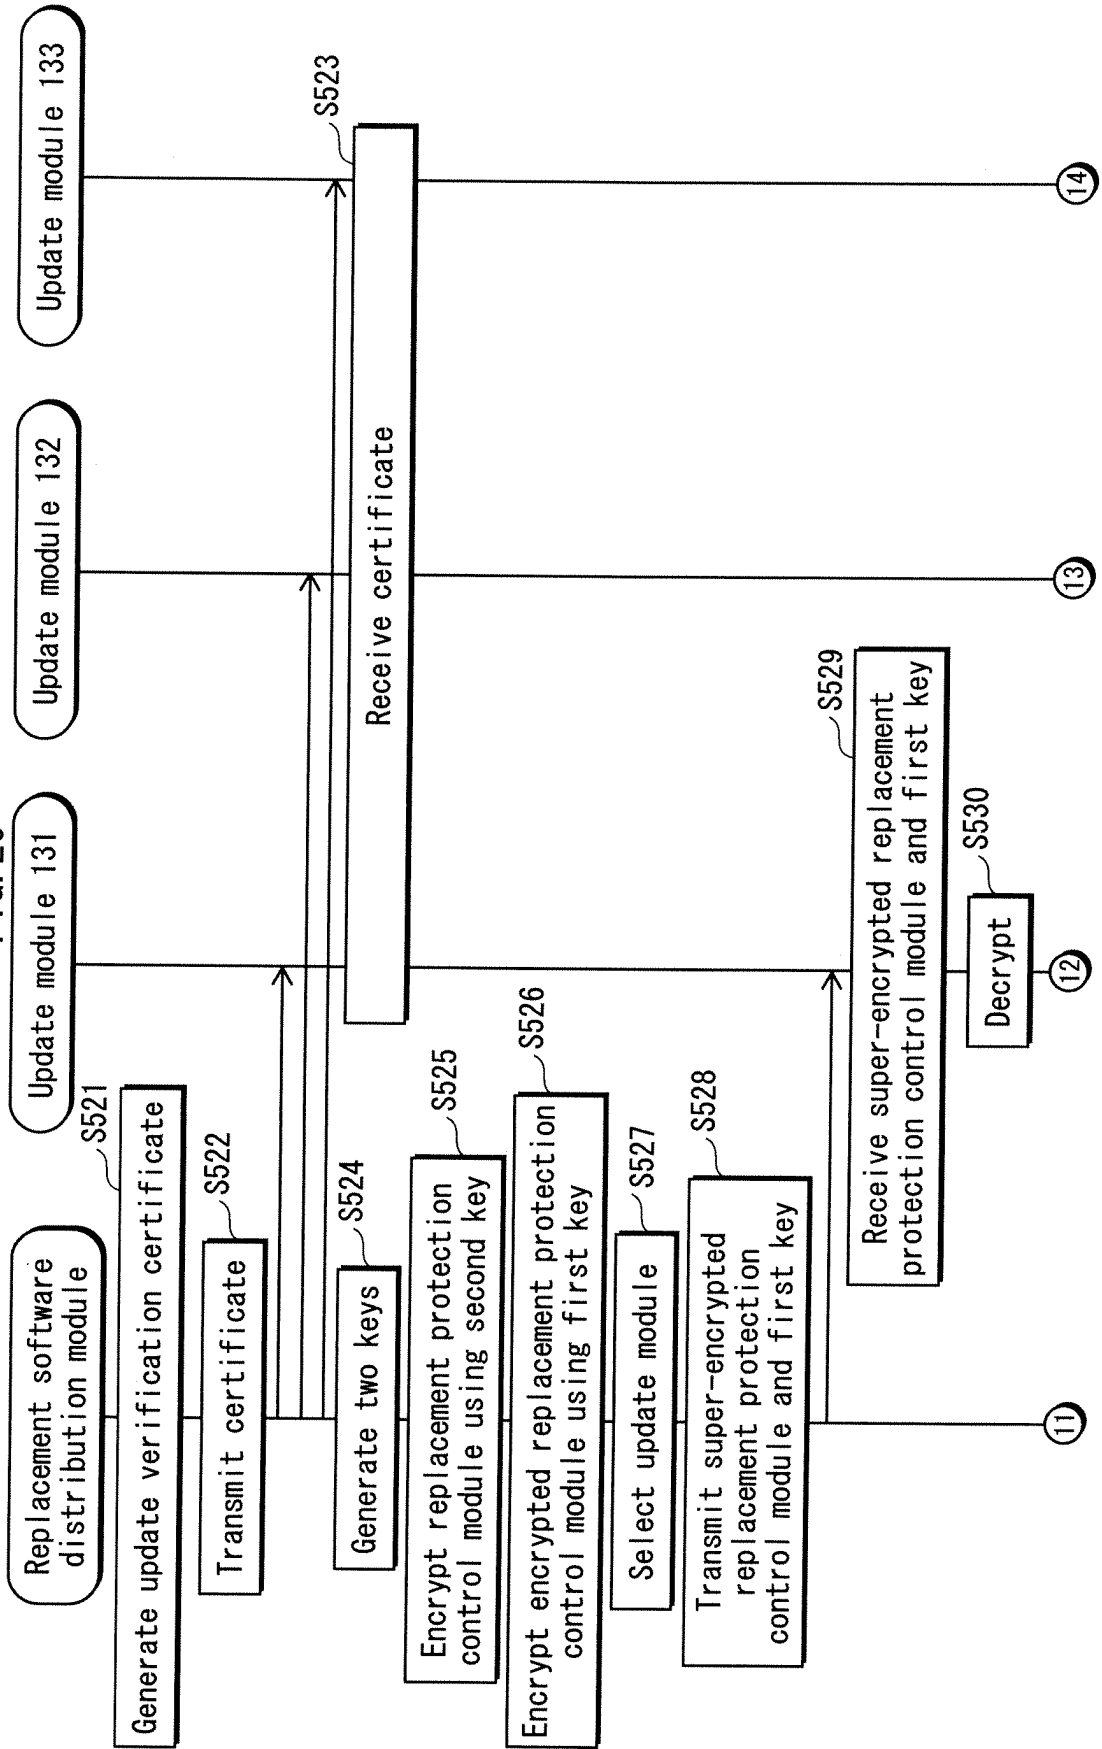 Replacement software
distribution module
Update module 131
Update module 132
Update module 133
S521
Generate update verification certificate
S522
Transmit certificate
S523
Receive certificate
S524
Generate two keys
S525
Encrypt replacement protection
control module using second key
S526
Encrypt encrypted replacement protection
control module using first key
S527
Select update module
S528
Transmit super-encrypted
replacement protection
control module and first key
S529
Receive super-encrypted replacement
protection control module and first key
S530
Decrypt
11
12
13
14